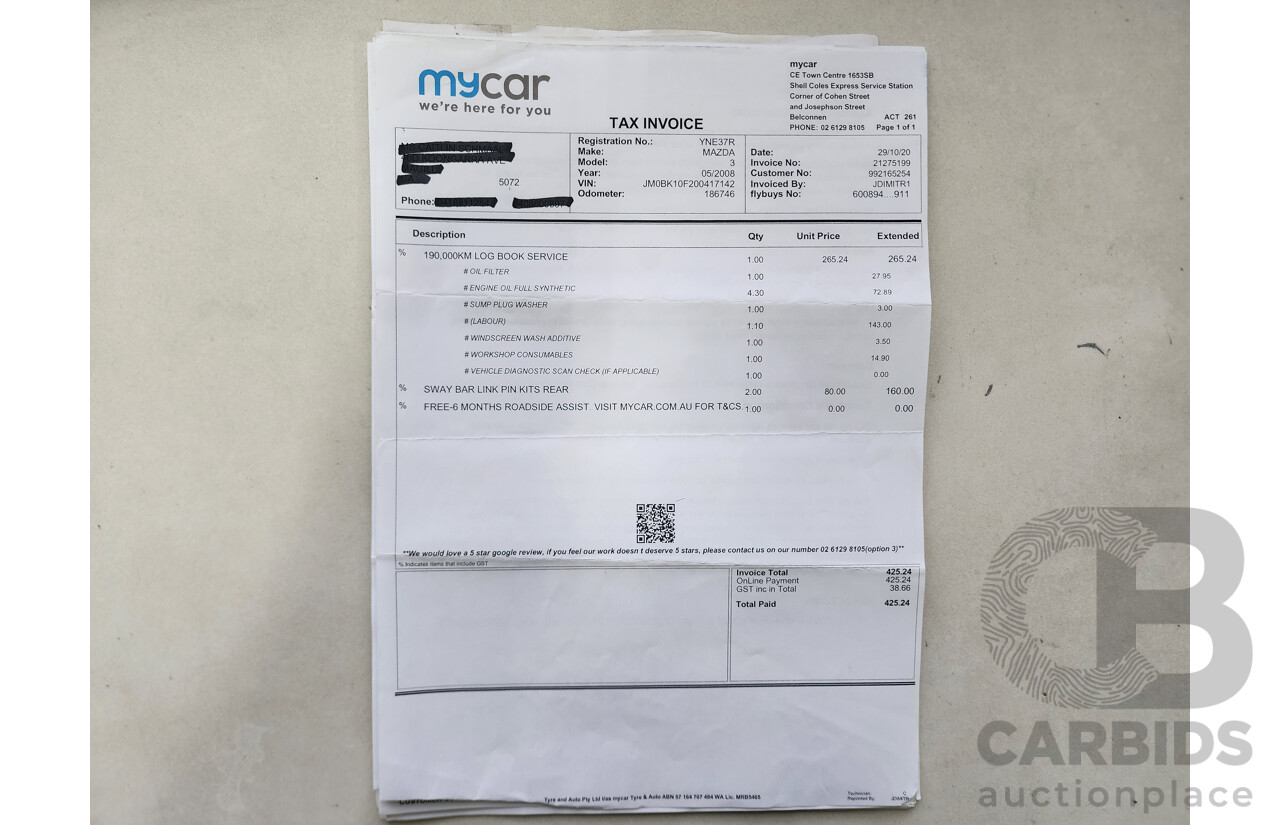 mycar
we're here for you
mycar
CE Town Centre 1653SB
Shell Coles Express Service Station
Corner of Cohen Street
and Josephson Street
Belconnen ACT 261
PHONE: 02 6129 8105 Page 1 of 1
TAX INVOICE
5072
Phone:
Registration No.: YNE37R
Make: MAZDA
Model: 3
Year: 05/2008
VIN: JM0BK10F200417142
Odometer: 186746
Date: 29/10/20
Invoice No: 21275199
Customer No: 992165254
Invoiced By: JDIMITR1
flybuys No: 600894....911
Description Qty Unit Price Extended
% 190,000KM LOG BOOK SERVICE 1.00 265.24 265.24
# OIL FILTER 1.00 27.95
# ENGINE OIL FULL SYNTHETIC 4.30 72.89
# SUMP PLUG WASHER 1.00 3.00
# (LABOUR) 1.10 143.00
# WINDSCREEN WASH ADDITIVE 1.00 3.50
# WORKSHOP CONSUMABLES 1.00 14.90
# VEHICLE DIAGNOSTIC SCAN CHECK (IF APPLICABLE) 1.00 0.00
% SWAY BAR LINK PIN KITS REAR 2.00 80.00 160.00
% FREE-6 MONTHS ROADSIDE ASSIST. VISIT MYCAR.COM.AU FOR T&CS. 1.00 0.00 0.00
**We would love a 5 star google review, if you feel our work doesn t deserve 5 stars, please contact us on our number 02 6129 8105(option 3)**
% Indicates items that include GST
Invoice Total 425.24
OnLine Payment 425.24
GST inc in Total 38.66
Total Paid 425.24
Tyre and Auto Pty Ltd t/as mycar Tyre & Auto ABN 97 164 707 404 WA Lic. MRB5465
Technician: C
Reprinted By: JDIMITR
CB
CARBIDS
auctionplace